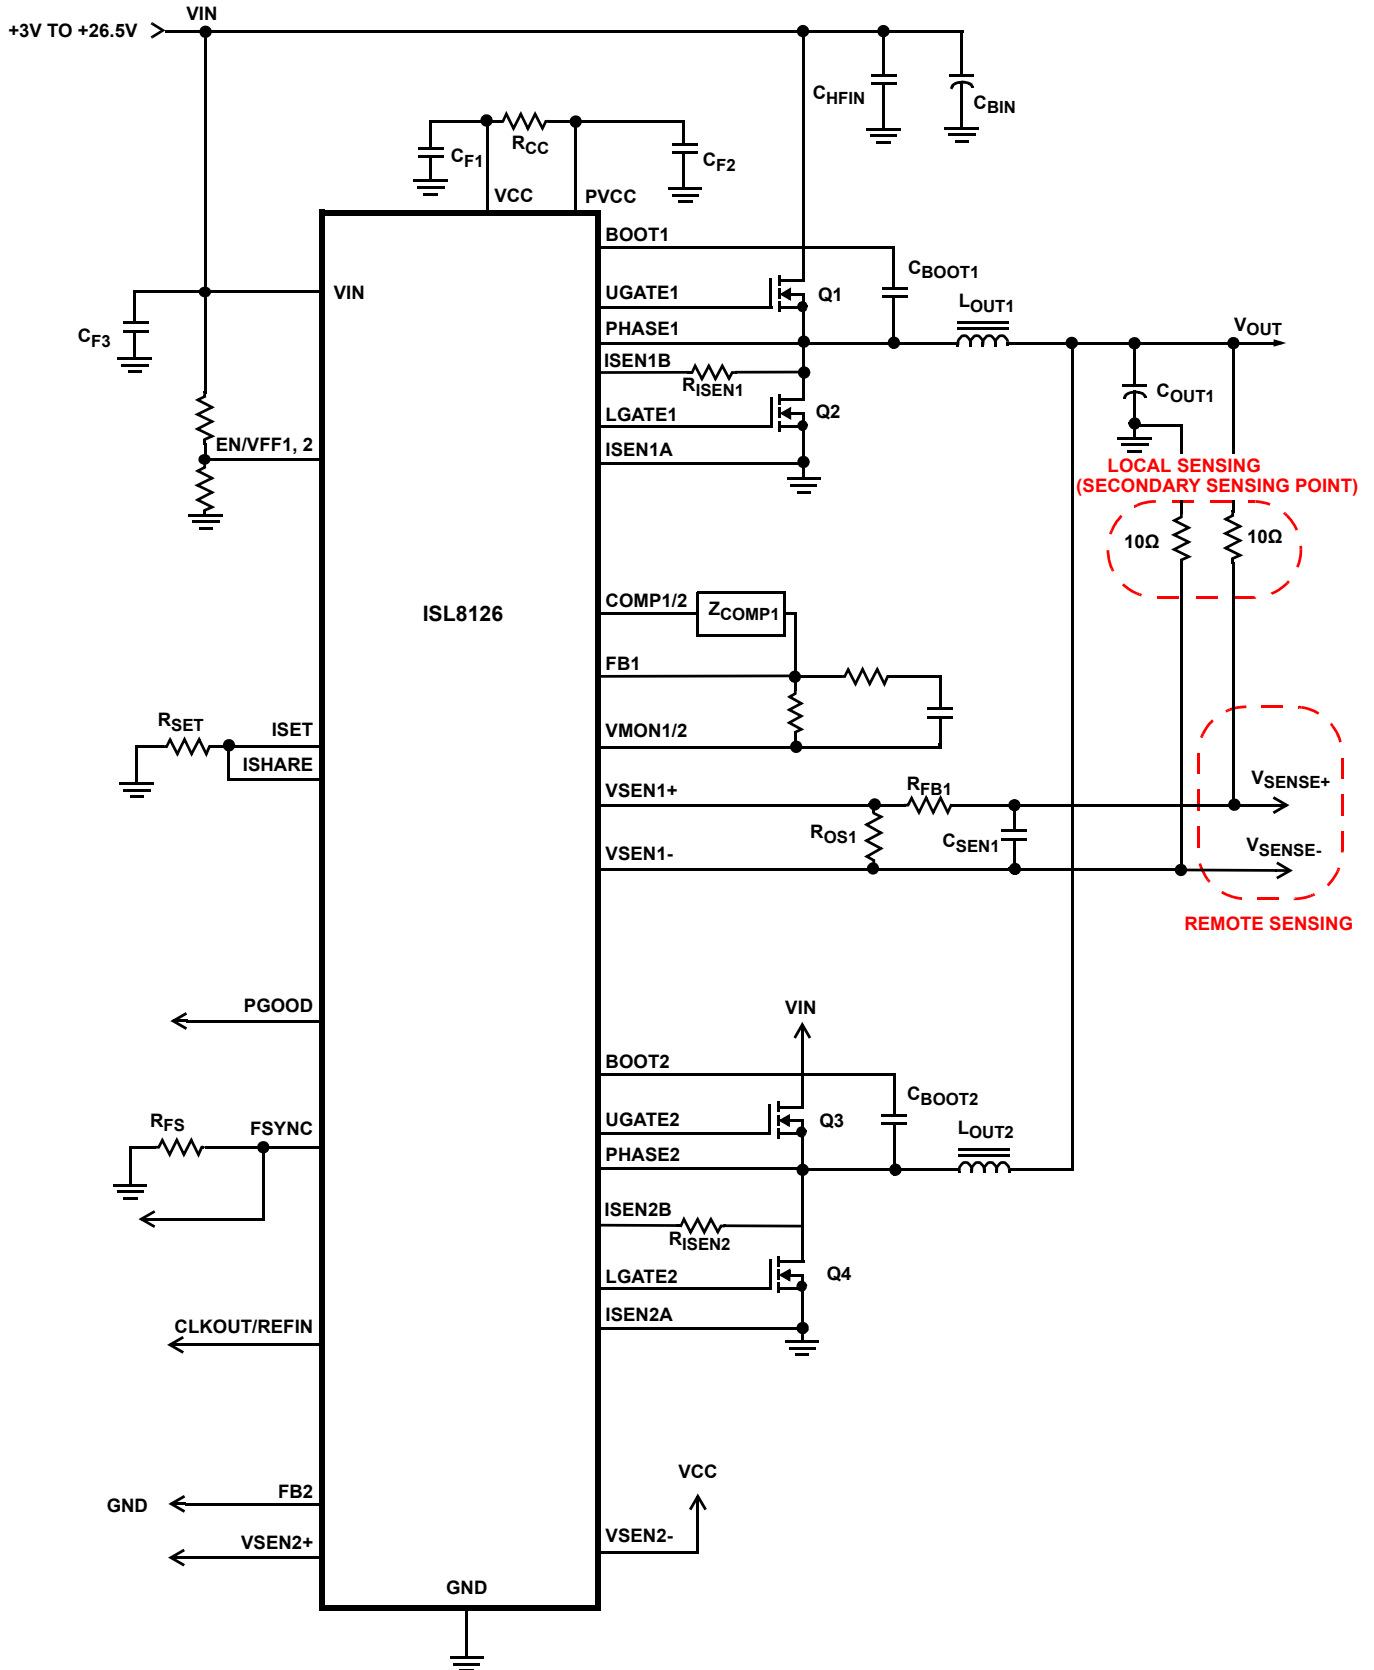 VIN
+3V TO +26.5V
CHFIN
CBIN
CF1
RCC
CF2
VCC
PVCC
BOOT1
CBOOT1
VIN
UGATE1
Q1
LOUT1
CF3
PHASE1
VOUT
ISEN1B
RISEN1
COUT1
LGATE1
Q2
EN/VFF1, 2
ISEN1A
LOCAL SENSING
(SECONDARY SENSING POINT)
10Ω
10Ω
COMP1/2
ZCOMP1
ISL8126
FB1
RSET
ISET
VMON1/2
ISHARE
VSEN1+
RFB1
VSENSE+
ROS1
CSEN1
VSEN1-
VSENSE-
REMOTE SENSING
PGOOD
VIN
BOOT2
CBOOT2
RFS
FSYNC
UGATE2
Q3
LOUT2
PHASE2
ISEN2B
RISEN2
LGATE2
Q4
ISEN2A
CLKOUT/REFIN
VCC
FB2
GND
VSEN2+
VSEN2-
GND